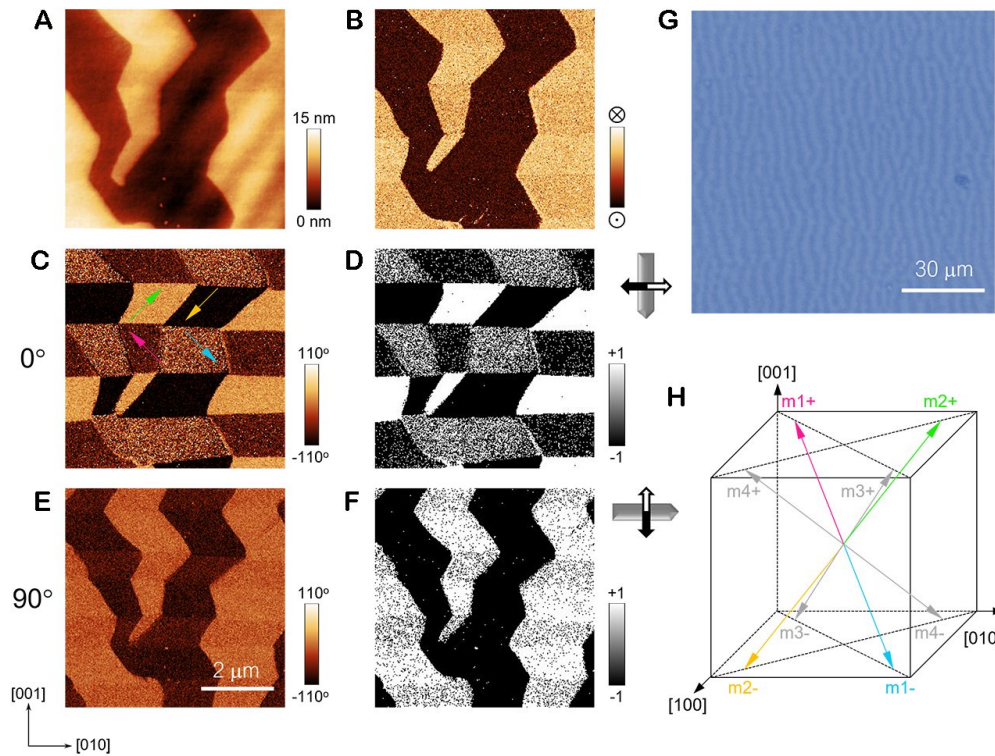 A
B
G
15 nm
0 nm
⊗
⊙
30 μm
C
D
0°
110°
-110°
+1
-1
H
[001]
m1+
m2+
m4+
m3+
m3-
m4-
[010
m2-
m1-
[100]
E
F
90°
110°
-110°
+1
-1
2 μm
[001]
[010]